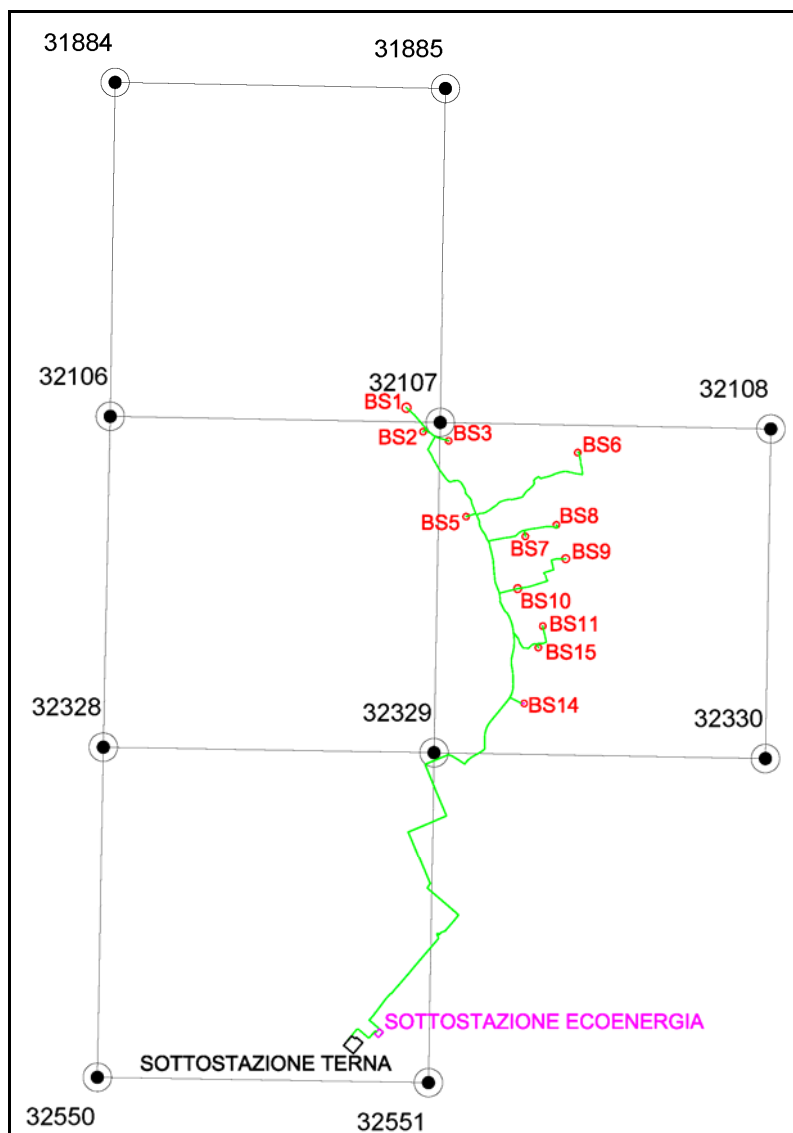 31884
31885
32106
32107
32108
BS1
BS2
BS3
BS6
BS5
BS8
BS7
BS9
BS10
BS11
BS15
BS14
32328
32329
32330
SOTTOSTAZIONE ECOENERGIA
SOTTOSTAZIONE TERNA
32550
32551